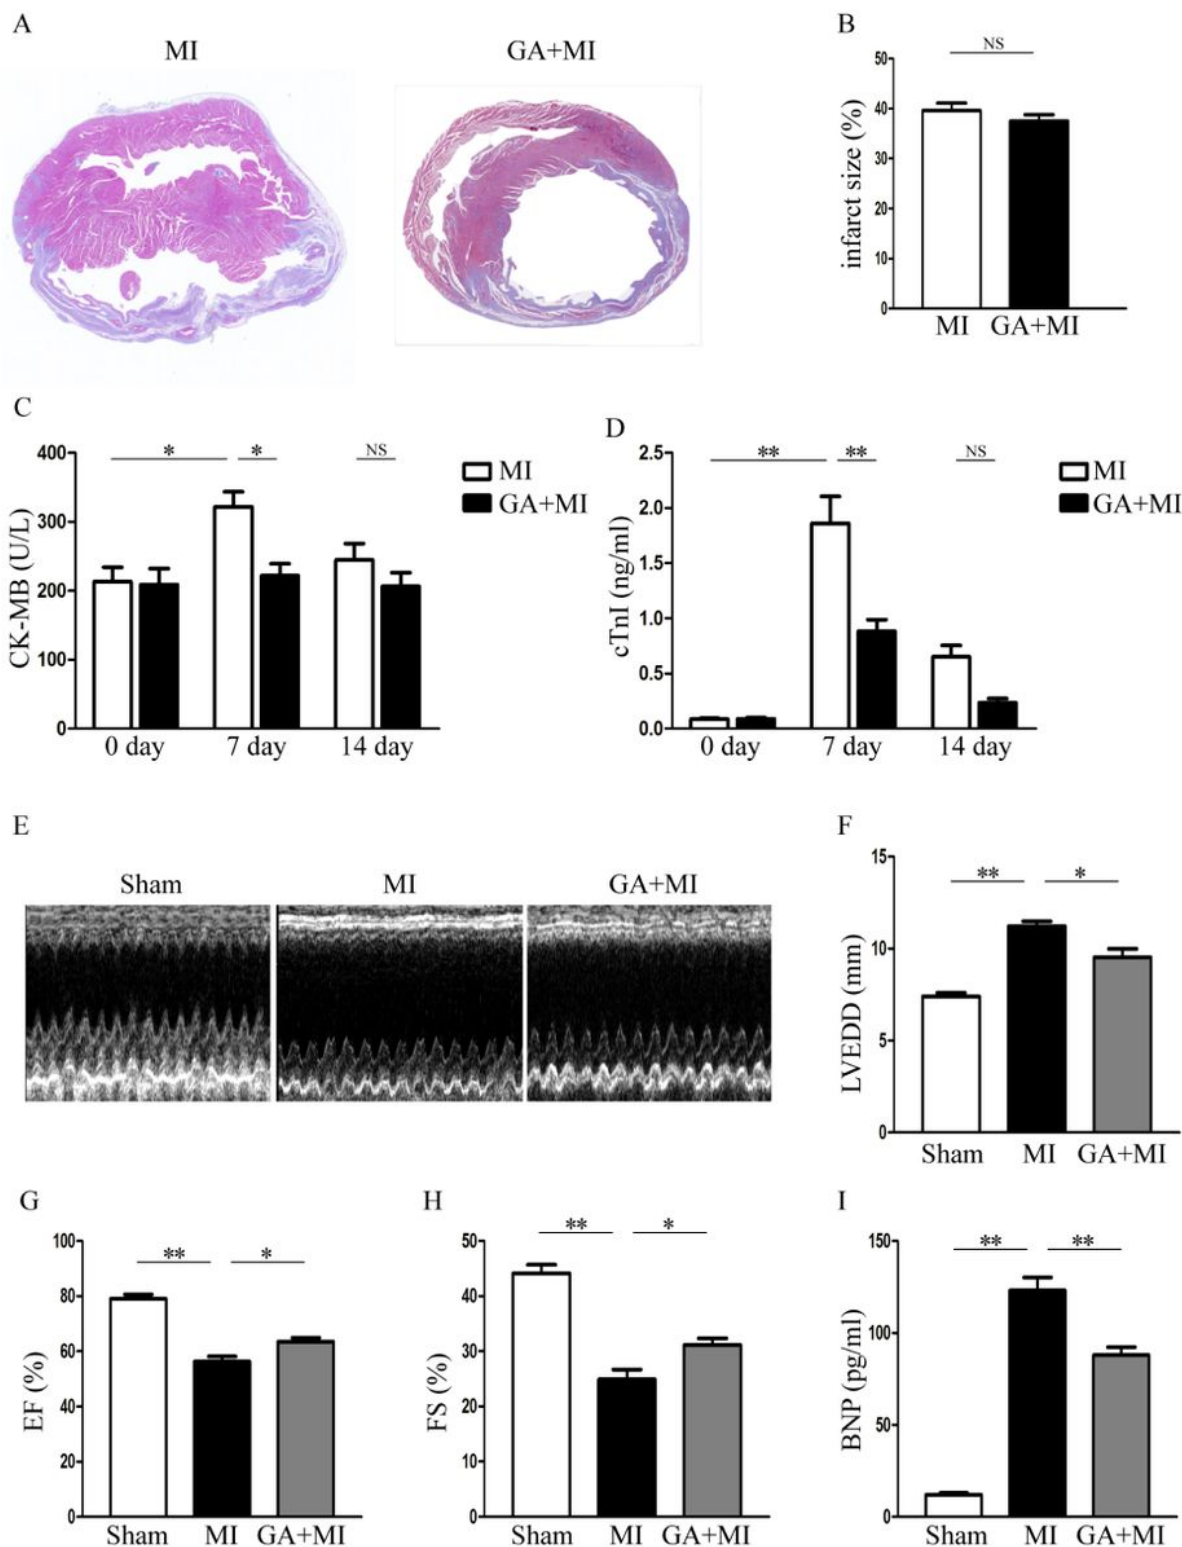 A
MI
GA+MI
B
NS
50
40
30
20
10
0
infarct size (%)
MI GA+MI
C
400
300
200
100
0
CK-MB (U/L)
* * NS
0 day 7 day 14 day
MI
GA+MI
D
2.5
2.0
1.5
1.0
0.5
0.0
cTnI (ng/ml)
** ** NS
0 day 7 day 14 day
MI
GA+MI
E
Sham MI GA+MI
F
15
10
5
0
LVEDD (mm)
** *
Sham MI GA+MI
G
100
80
60
40
20
0
EF (%)
** *
Sham MI GA+MI
H
50
40
30
20
10
0
FS (%)
** *
Sham MI GA+MI
I
150
100
50
0
BNP (pg/ml)
** **
Sham MI GA+MI